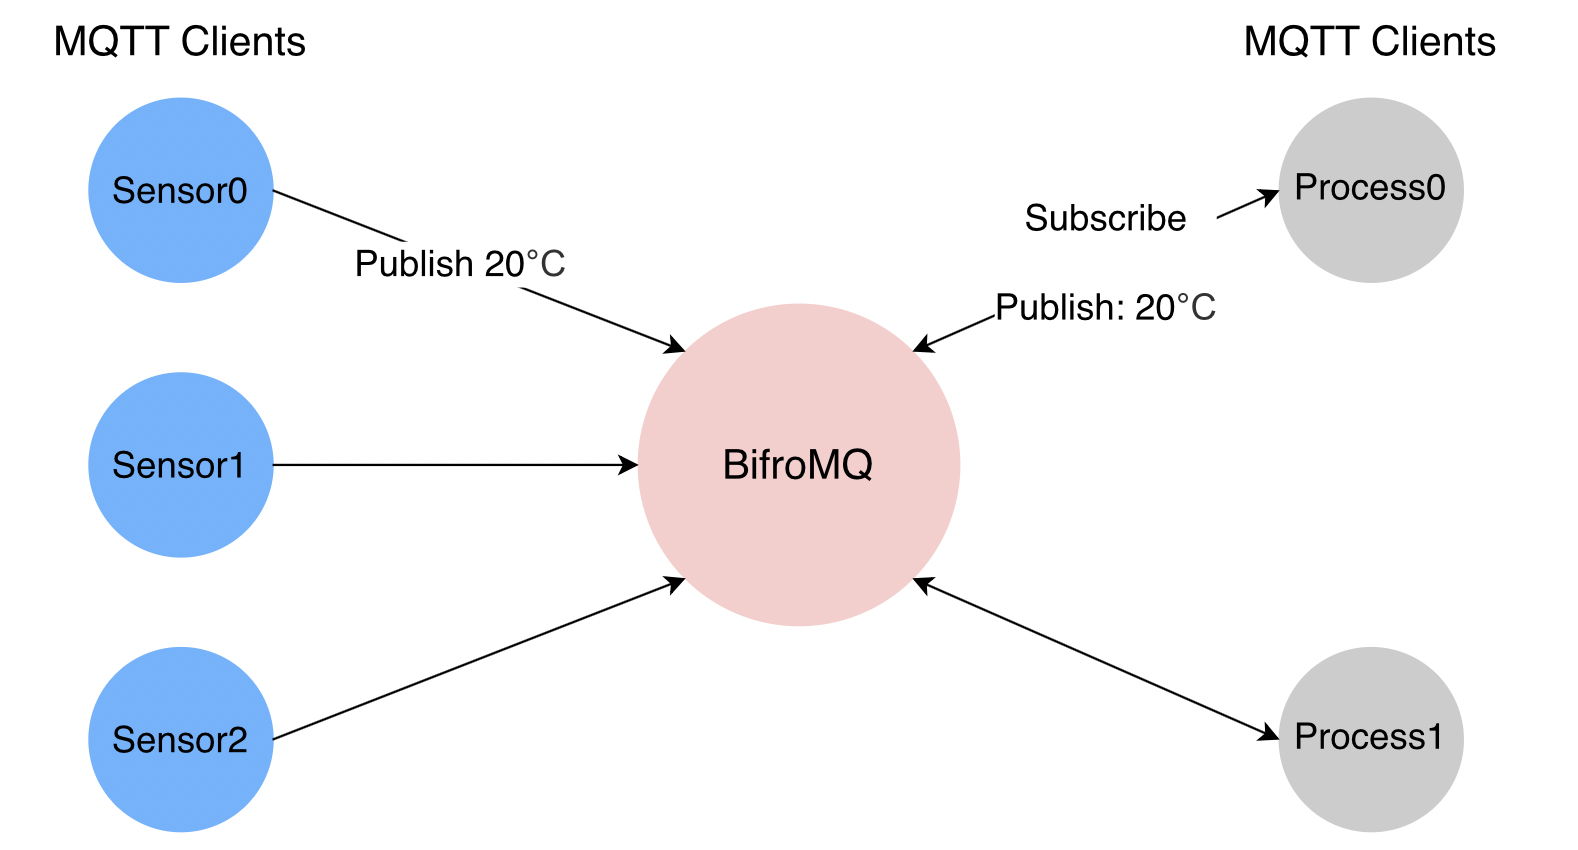 MQTT Clients
MQTT Clients
Sensor0
Process0
Subscribe
Publish 20°C
Publish: 20°C
Sensor1
BifroMQ
Sensor2
Process1